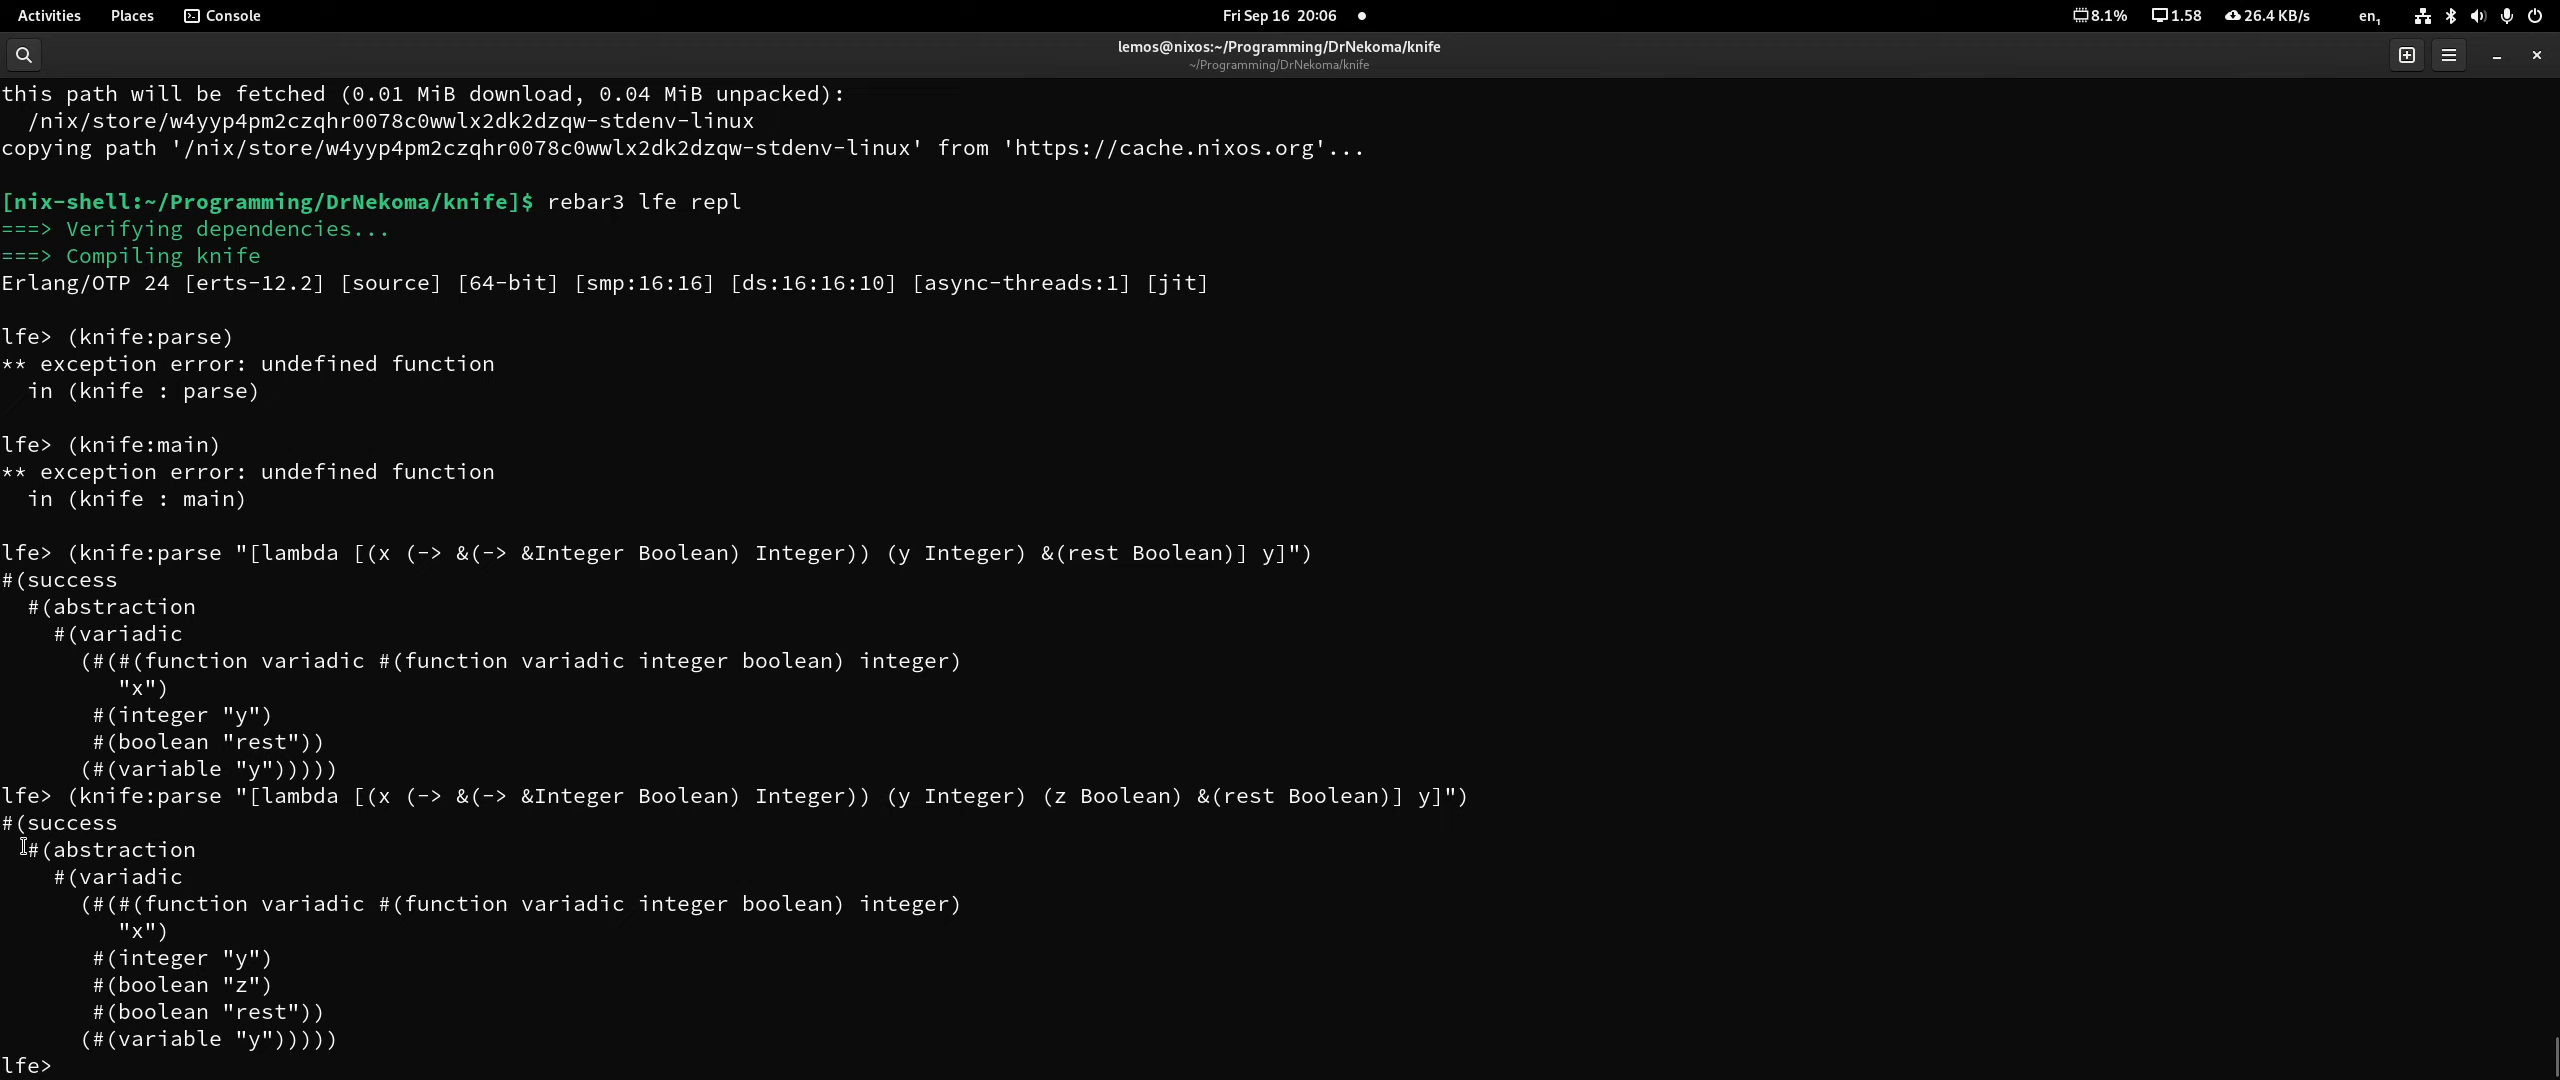 Activities Places Console Fri Sep 16 20:06 8.1% 1.58 26.4 KB/s en₁
lemos@nixos:~/Programming/DrNekoma/knife
~/Programming/DrNekoma/knife
this path will be fetched (0.01 MiB download, 0.04 MiB unpacked):
  /nix/store/w4yyp4pm2czqhr0078c0wwlx2dk2dzqw-stdenv-linux
copying path '/nix/store/w4yyp4pm2czqhr0078c0wwlx2dk2dzqw-stdenv-linux' from 'https://cache.nixos.org'...
[nix-shell:~/Programming/DrNekoma/knife]$ rebar3 lfe repl
===> Verifying dependencies...
===> Compiling knife
Erlang/OTP 24 [erts-12.2] [source] [64-bit] [smp:16:16] [ds:16:16:10] [async-threads:1] [jit]
lfe> (knife:parse)
** exception error: undefined function
  in (knife : parse)
lfe> (knife:main)
** exception error: undefined function
  in (knife : main)
lfe> (knife:parse "[lambda [(x (-> &(-> &Integer Boolean) Integer)) (y Integer) &(rest Boolean)] y]")
#(success
  #(abstraction
    #(variadic
      (#(#(function variadic #(function variadic integer boolean) integer)
         "x")
       #(integer "y")
       #(boolean "rest"))
      (#(variable "y")))))
lfe> (knife:parse "[lambda [(x (-> &(-> &Integer Boolean) Integer)) (y Integer) (z Boolean) &(rest Boolean)] y]")
#(success
  #(abstraction
    #(variadic
      (#(#(function variadic #(function variadic integer boolean) integer)
         "x")
       #(integer "y")
       #(boolean "z")
       #(boolean "rest"))
      (#(variable "y")))))
lfe>